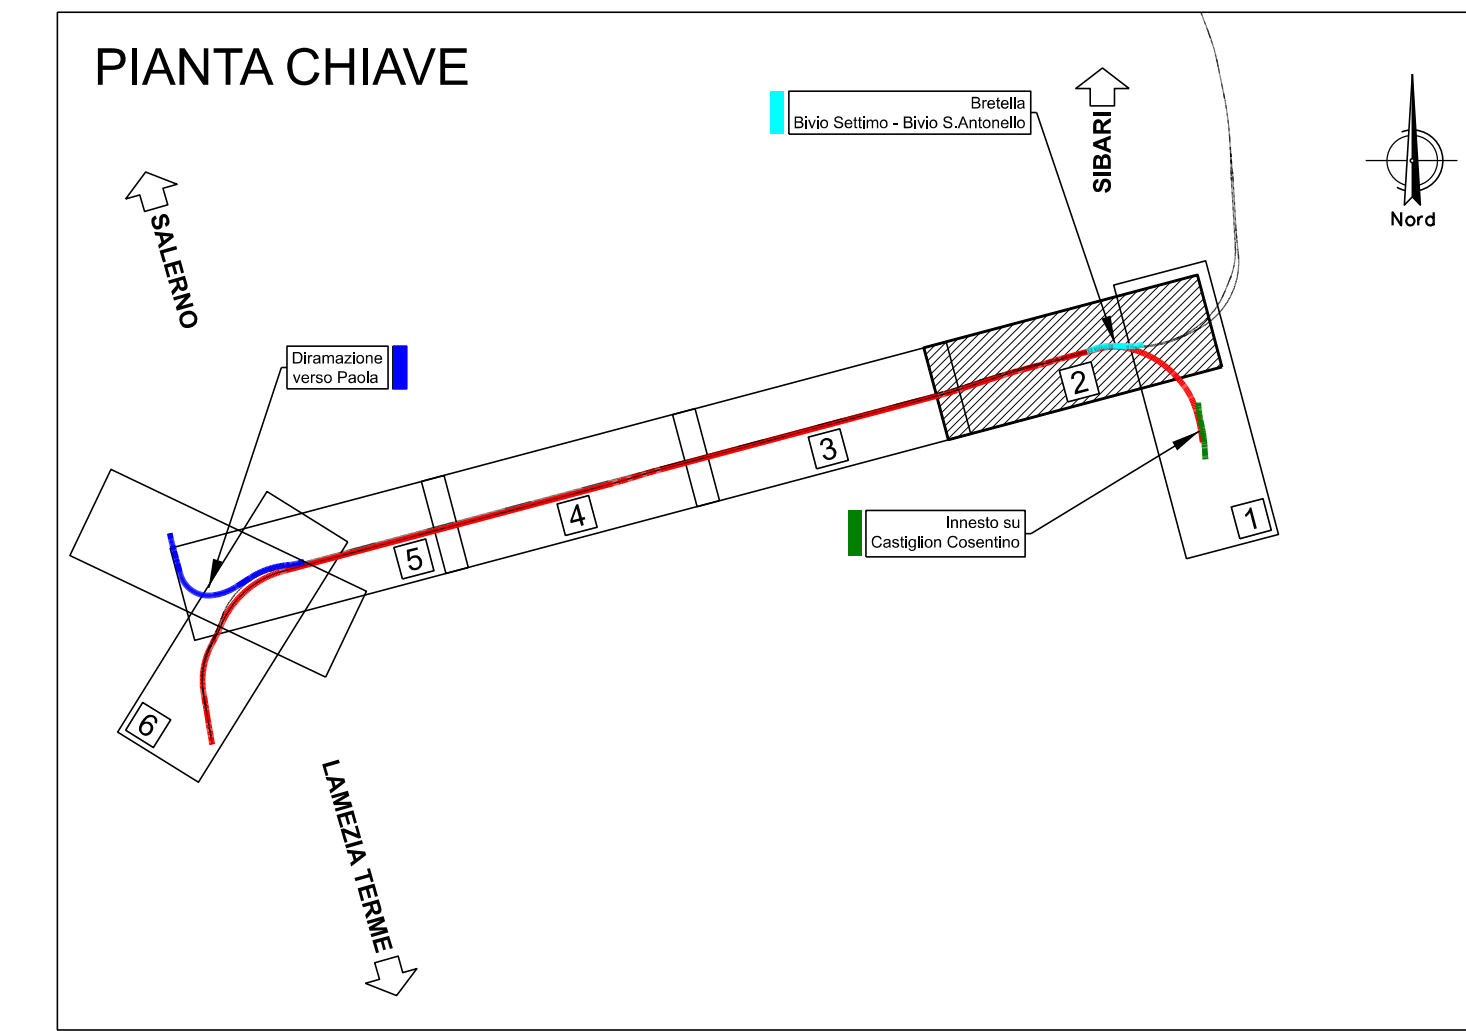 PIANTA CHIAVE
Bretella
Bivio Settimo - Bivio S.Antonello
SIBARI
Nord
SALERNO
Diramazione
verso Paola
2
3
4
5
1
Innesto su
Castiglion Cosentino
6
LAMEZIA TERME